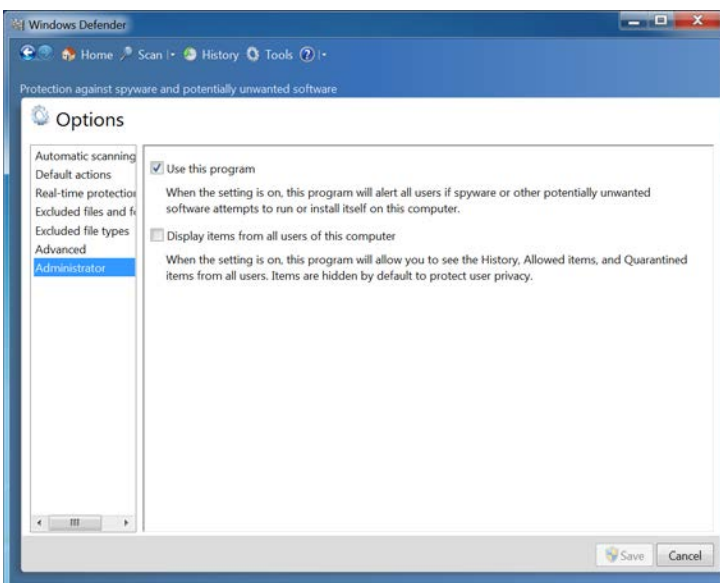 Windows Defender
Home Scan History Tools
Protection against spyware and potentially unwanted software
Options
Automatic scanning
Default actions
Real-time protection
Excluded files and fo
Excluded file types
Advanced
Administrator
Use this program
When the setting is on, this program will alert all users if spyware or other potentially unwanted
software attempts to run or install itself on this computer.
Display items from all users of this computer
When the setting is on, this program will allow you to see the History, Allowed items, and Quarantined
items from all users. Items are hidden by default to protect user privacy.
Save Cancel